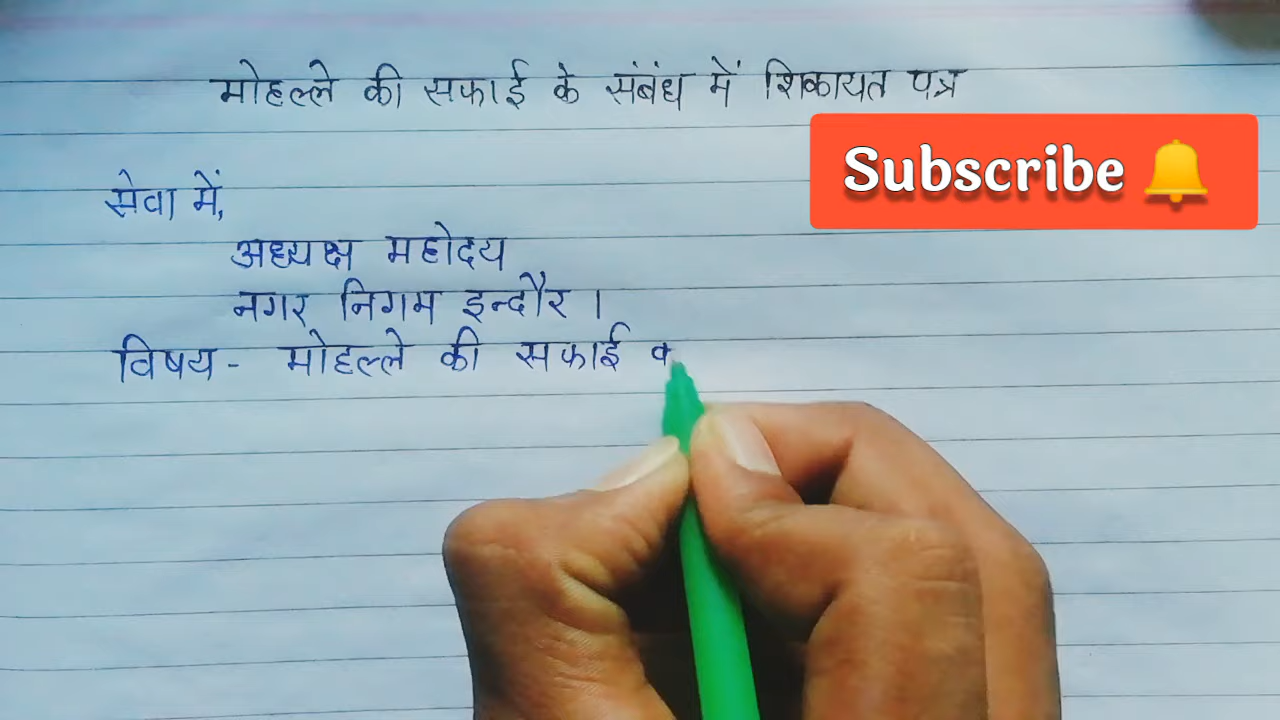 मोहल्ले की सफाई के संबंध में शिकायत पत्र
Subscribe
सेवा में,
अध्यक्ष महोदय
नगर निगम इन्दौर ।
विषय- मोहल्ले की सफाई